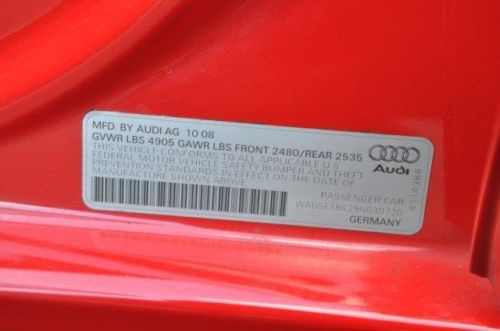 MFD. BY AUDI AG 10 08
GVWR LBS 4905 GAWR LBS FRONT 2480/REAR 2535
THIS VEHICLE CONFORMS TO ALL APPLICABLE U.S.
FEDERAL MOTOR VEHICLE SAFETY BUMPER AND THEFT
PREVENTION STANDARDS IN EFFECT ON THE DATE OF
MANUFACTURE SHOWN ABOVE.
Audi
4114388
PASSENGER CAR
WAUSF78K29N030720
GERMANY